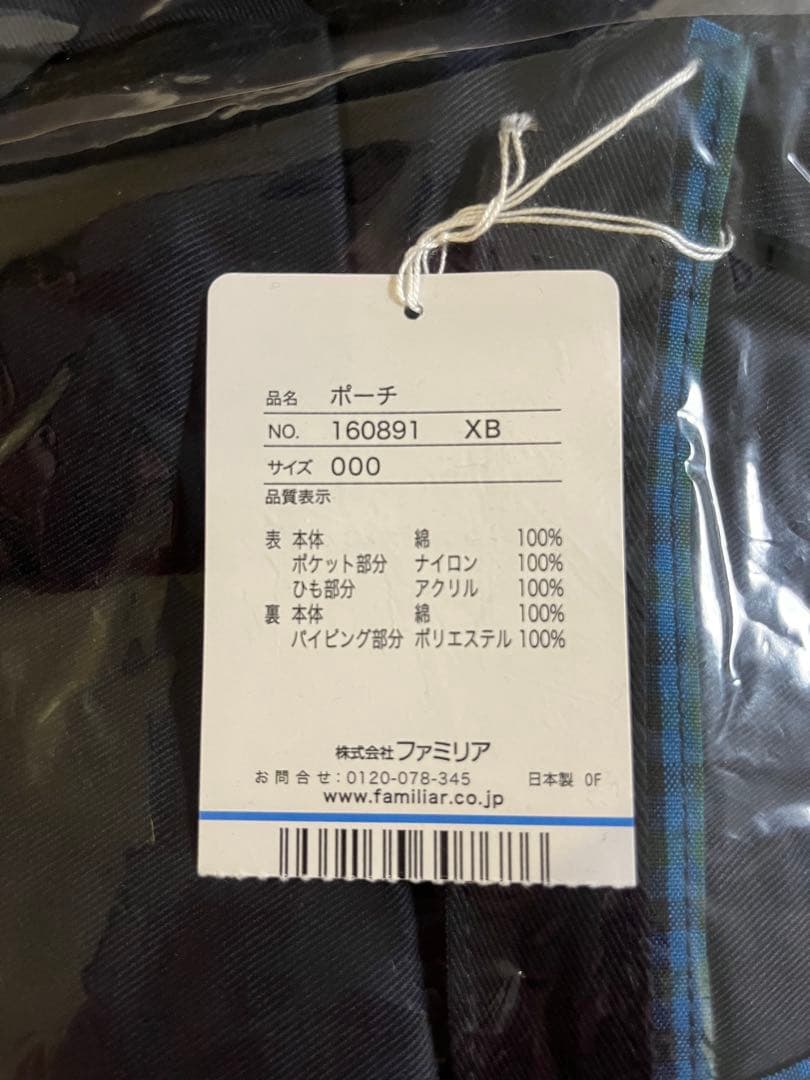 品名 ポーチ
NO. 160891 XB
サイズ 000
品質表示
表 本体 綿 100%
ポケット部分 ナイロン 100%
ひも部分 アクリル 100%
裏 本体 綿 100%
パイピング部分 ポリエステル 100%
株式会社ファミリア
お問合せ:0120-078-345 日本製 0F
www.familiar.co.jp